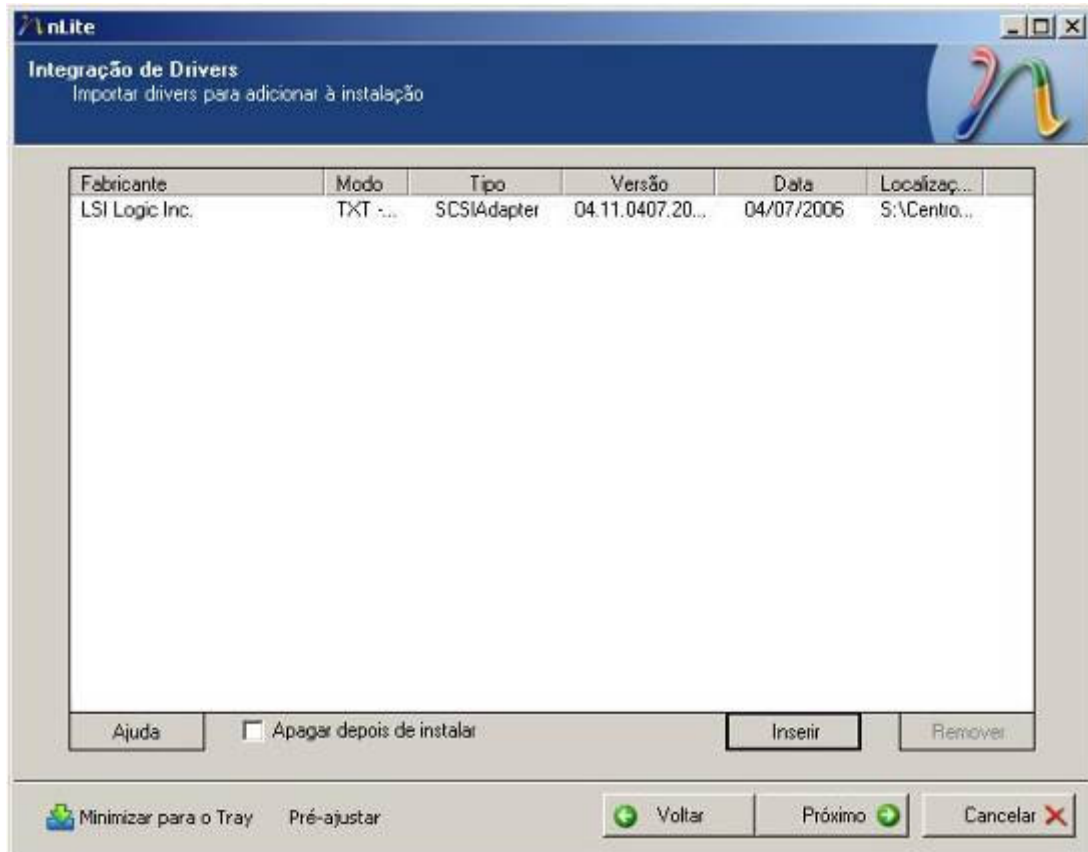 nLite
Integração de Drivers
Importar drivers para adicionar à instalação
Fabricante Modo Tipo Versão Data Localizaç...
LSI Logic Inc. TXT -... SCSIAdapter 04.11.0407.20... 04/07/2006 S:\Centro...
Ajuda Apagar depois de instalar Inserir Remover
Minimizar para o Tray Pré-ajustar Voltar Próximo Cancelar